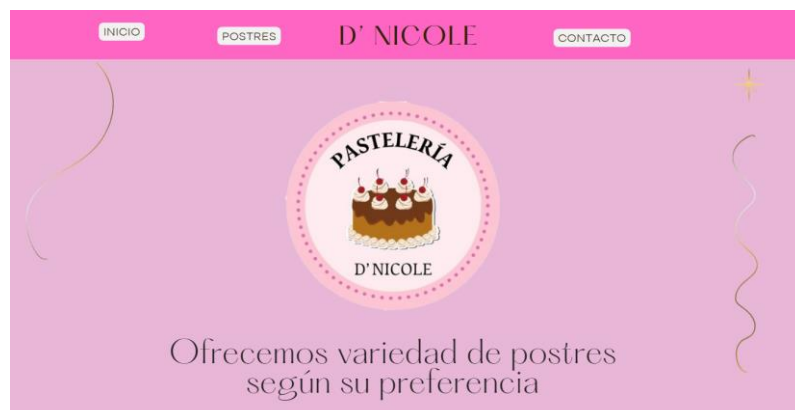 INICIO
POSTRES
D' NICOLE
CONTACTO
PASTELERÍA
D'NICOLE
Ofrecemos variedad de postres
según su preferencia